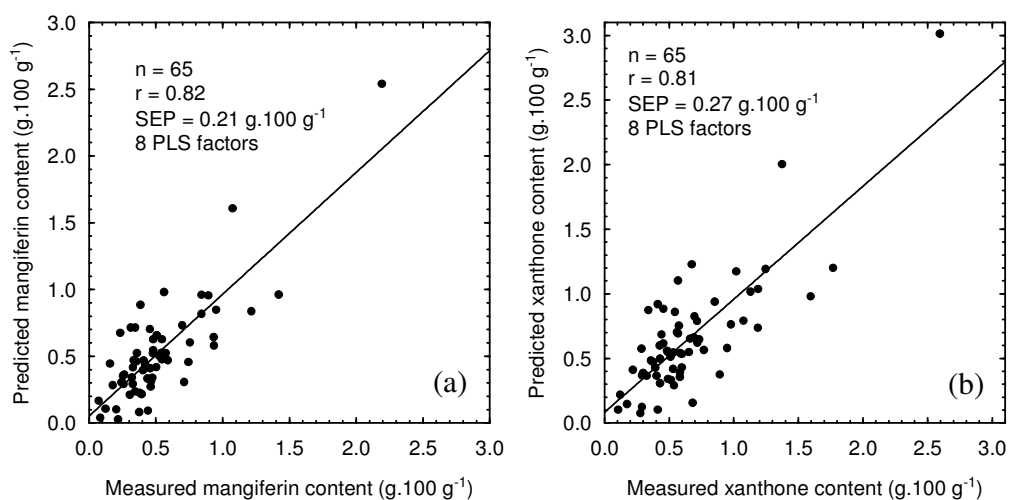 Predicted mangiferin content (g.100 g-1)
3.0
2.5
2.0
1.5
1.0
0.5
0.0
n = 65
r = 0.82
SEP = 0.21 g.100 g-1
8 PLS factors
(a)
0.0 0.5 1.0 1.5 2.0 2.5 3.0
Measured mangiferin content (g.100 g-1)
Predicted xanthone content (g.100 g-1)
3.0
2.5
2.0
1.5
1.0
0.5
0.0
n = 65
r = 0.81
SEP = 0.27 g.100 g-1
8 PLS factors
(b)
0.0 0.5 1.0 1.5 2.0 2.5 3.0
Measured xanthone content (g.100 g-1)